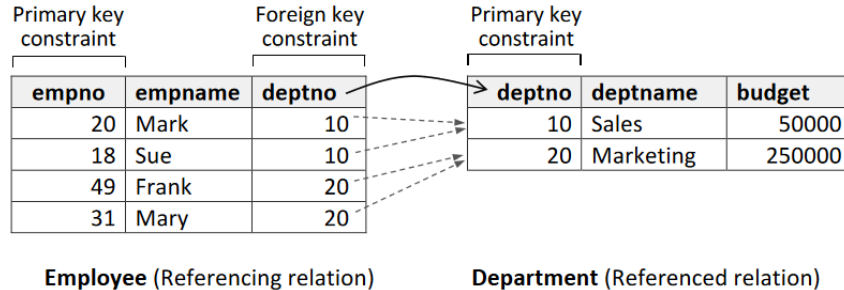 Primary key Foreign key Primary key
constraint constraint constraint
empno empname deptno deptno deptname budget
20 Mark 10 10 Sales 50000
18 Sue 10 20 Marketing 250000
49 Frank 20
31 Mary 20
Employee (Referencing relation) Department (Referenced relation)